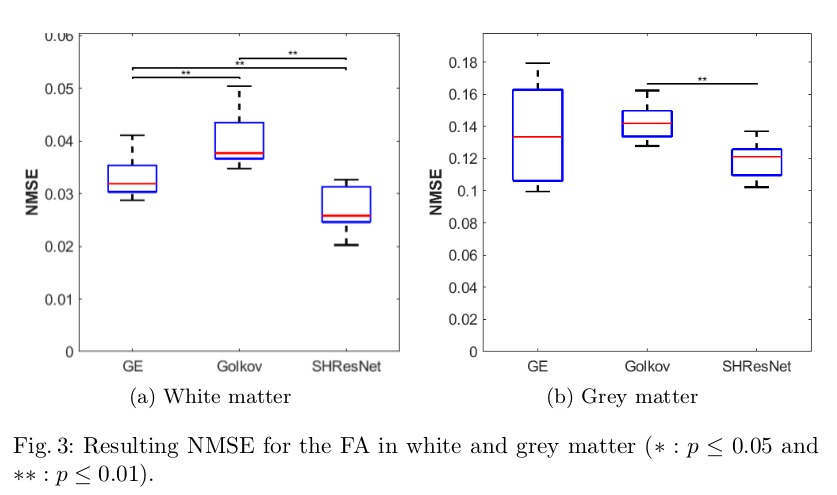 0.06
0.05
0.04
0.03
0.02
0.01
0
NMSE
**
**
**
GE
Golkov
SHResNet
(a) White matter
0.18
0.16
0.14
0.12
0.1
0.08
0.06
0.04
0.02
0
NMSE
**
GE
Golkov
SHResNet
(b) Grey matter
Fig. 3: Resulting NMSE for the FA in white and grey matter (∗ : p ≤ 0.05 and
∗∗ : p ≤ 0.01).